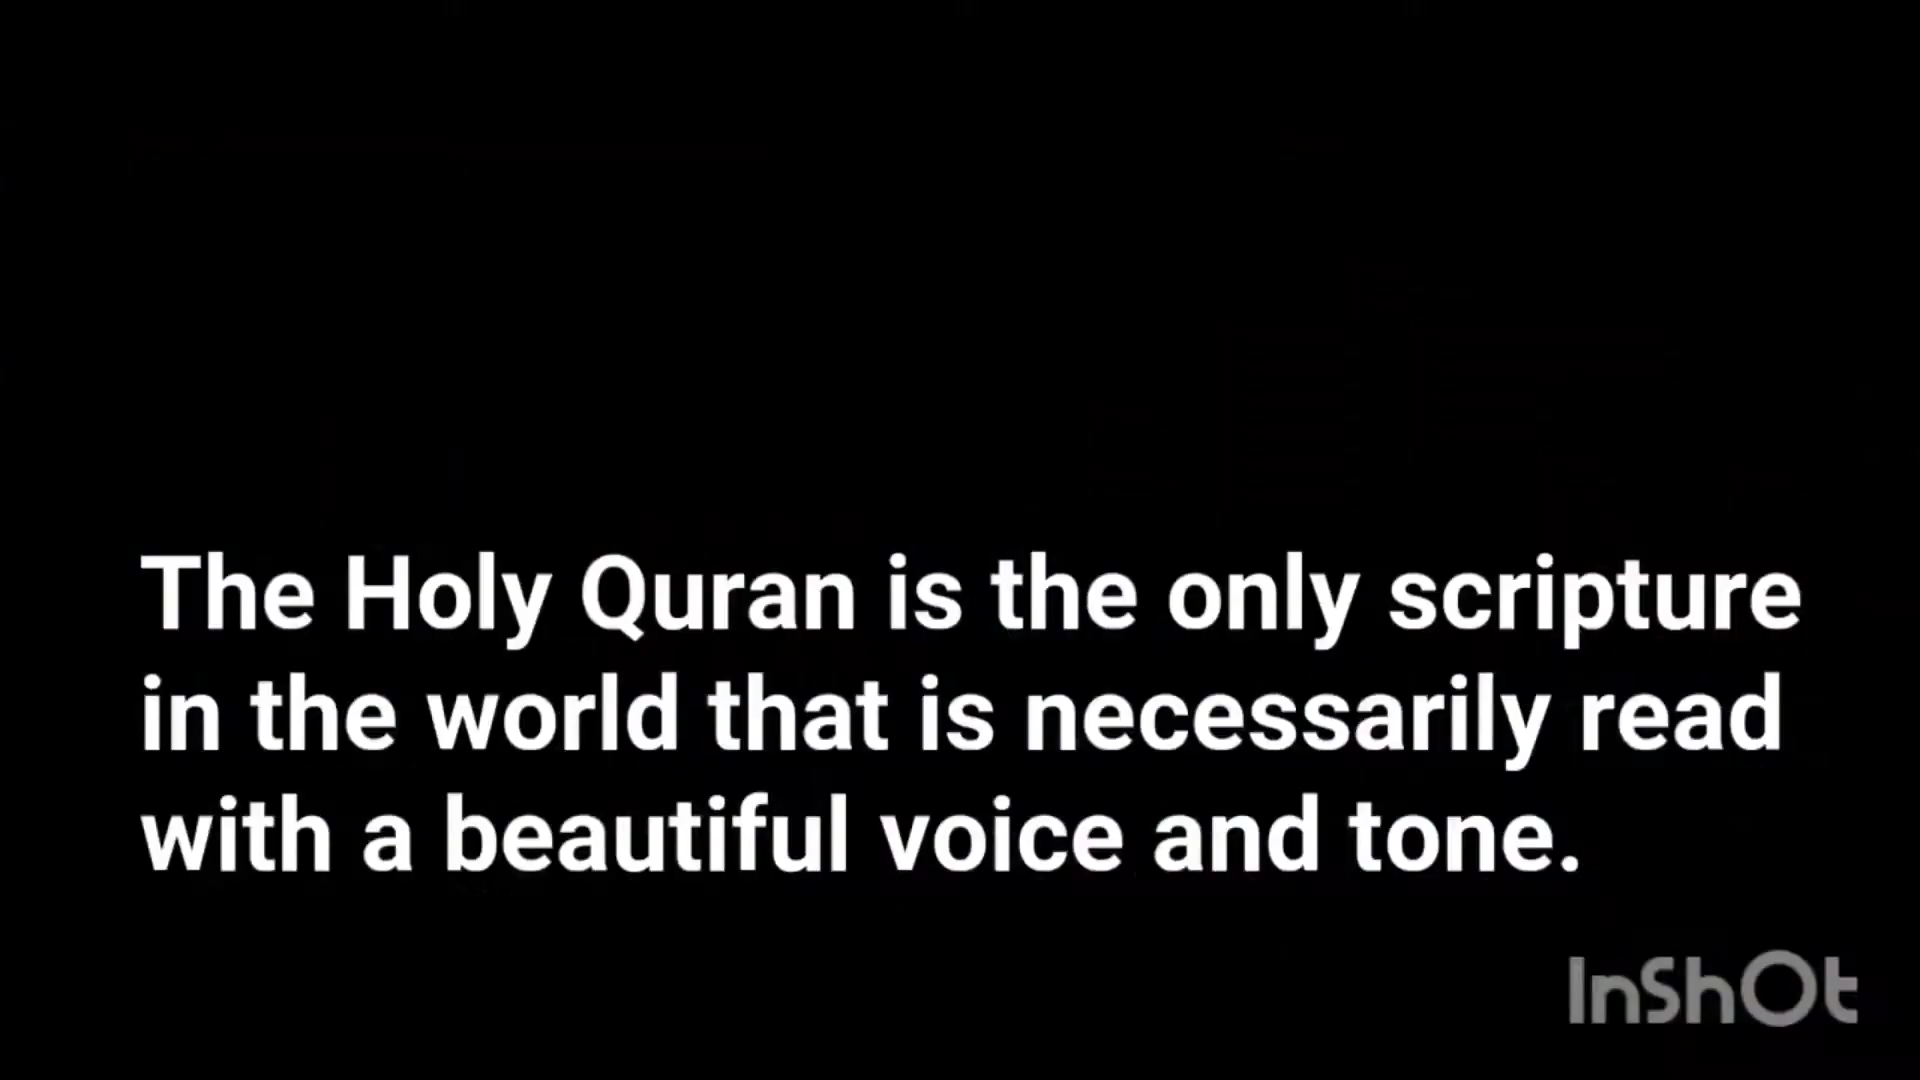 The Holy Quran is the only scripture
in the world that is necessarily read
with a beautiful voice and tone.
InShOt